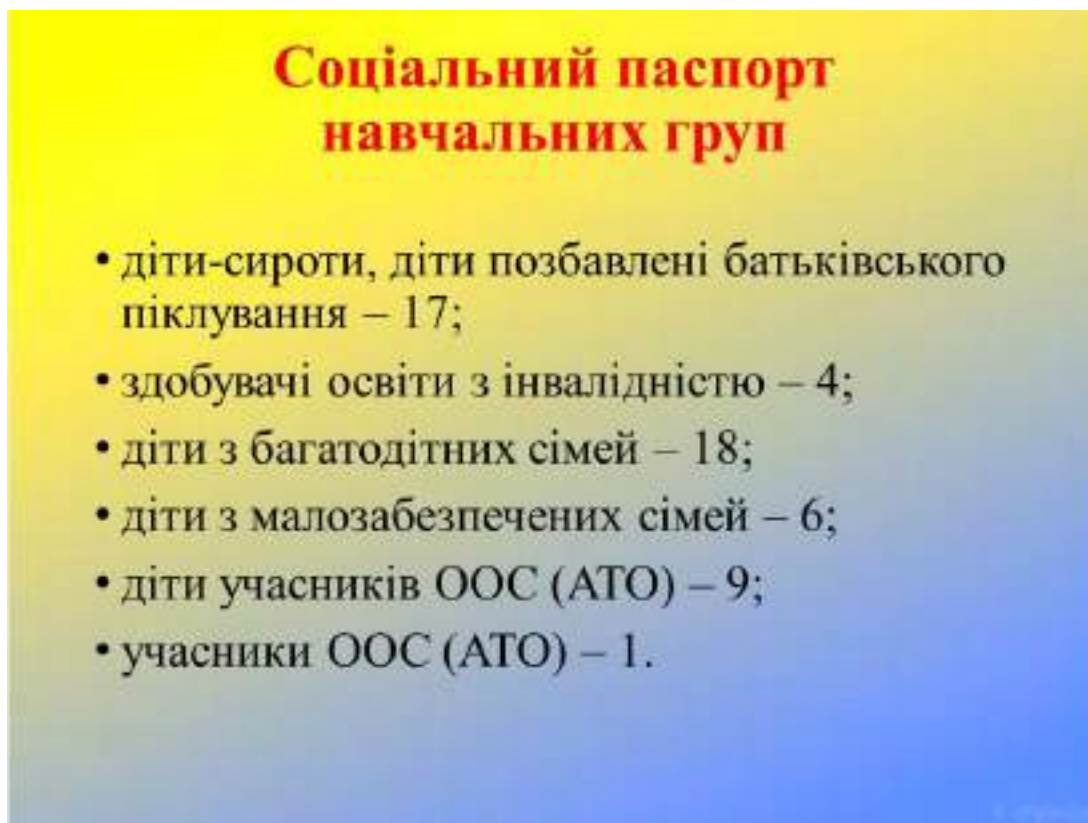 Соціальний паспорт
навчальних груп
• діти-сироти, діти позбавлені батьківського
піклування – 17;
• здобувачі освіти з інвалідністю – 4;
• діти з багатодітних сімей – 18;
• діти з малозабезпечених сімей – 6;
• діти учасників ООС (АТО) – 9;
• учасники ООС (АТО) – 1.